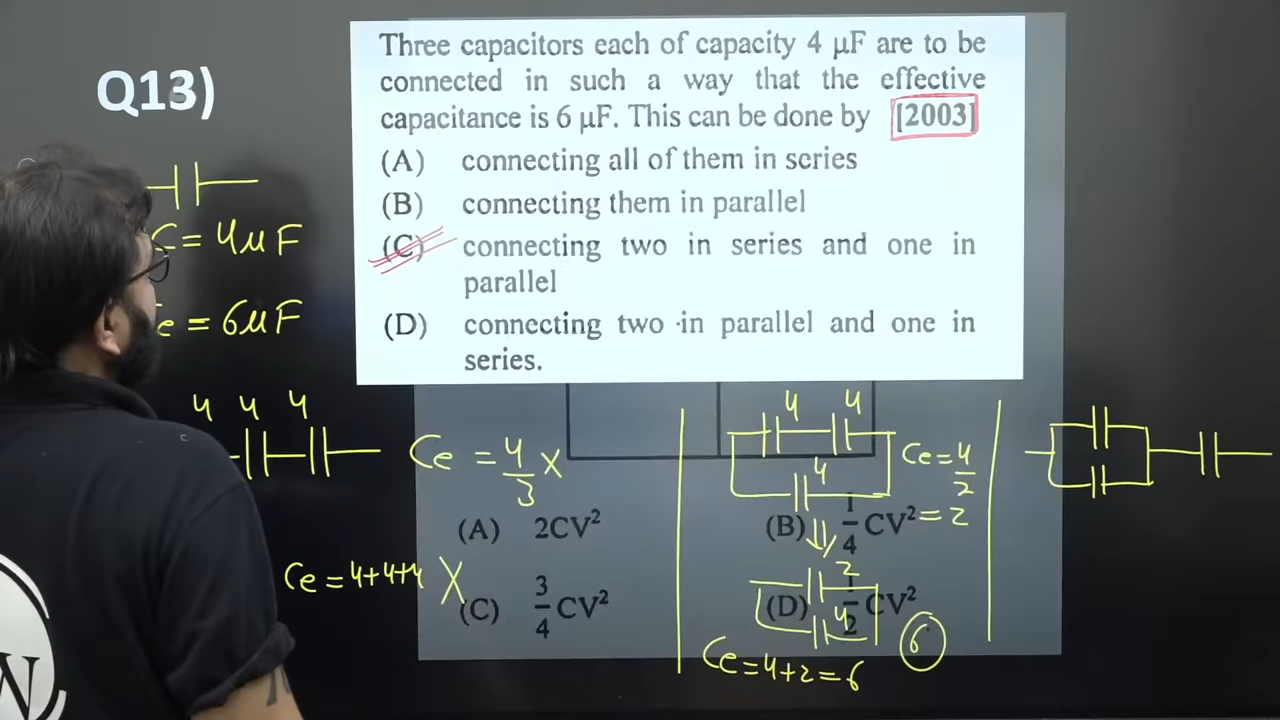 Q13)
Three capacitors each of capacity 4 µF are to be
connected in such a way that the effective
capacitance is 6 µF. This can be done by [2003]
(A) connecting all of them in series
(B) connecting them in parallel
(C) connecting two in series and one in
parallel
(D) connecting two in parallel and one in
series.
C = 4µF
e = 6µF
4 4 4
Ce = 4/3 X
Ce = 4+4+4 X
4 4
4
Ce = 4/2
= 2
2
4
Ce = 4+2 = 6
6
(A) 2CV²
(B) 1/4 CV²
(C) 3/4 CV²
(D) 1/2 CV²
W